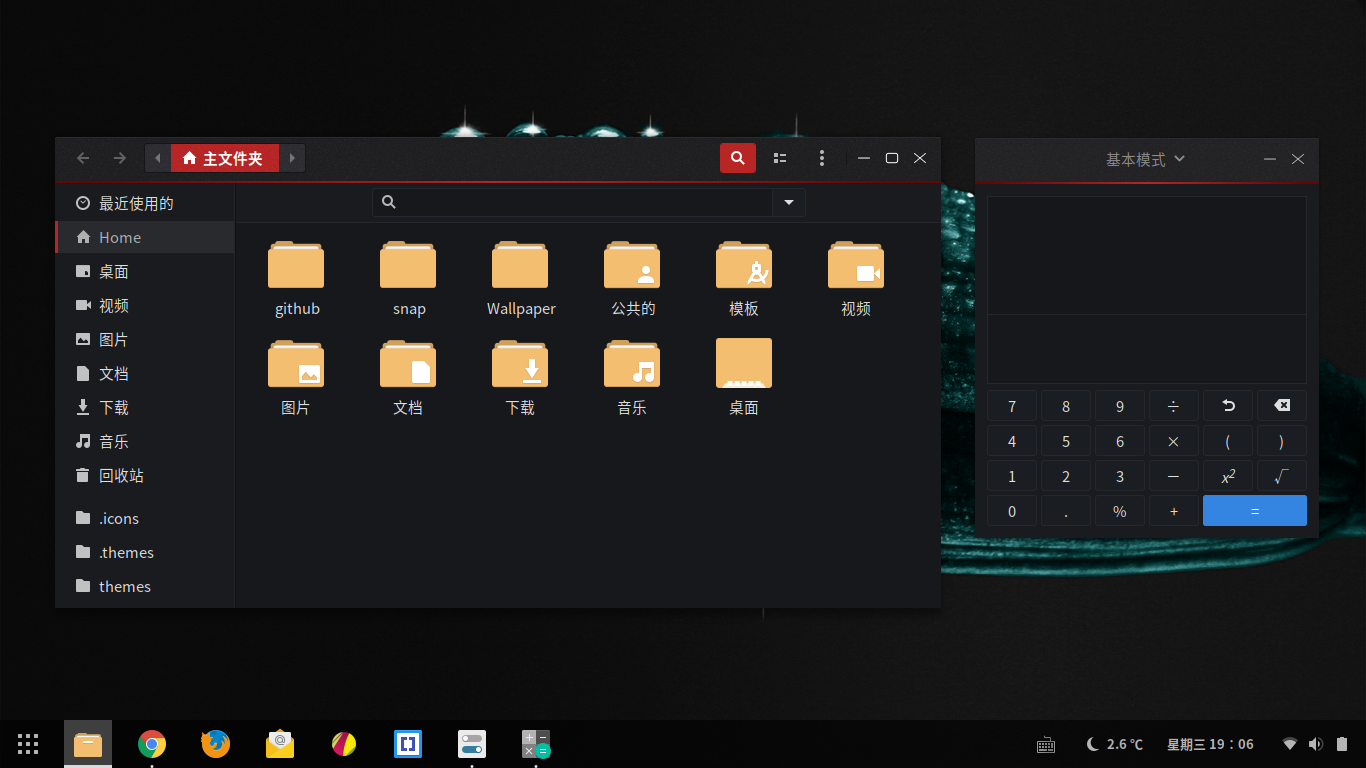 主文件夹
最近使用的
Home
桌面
视频
图片
文档
下载
音乐
回收站
.icons
.themes
themes
github
snap
Wallpaper
公共的
模板
视频
图片
文档
下载
音乐
桌面
基本模式
7 8 9 ÷
4 5 6 × ( )
1 2 3 − x² √
0 . % + =
2.6 ℃ 星期三 19∶06